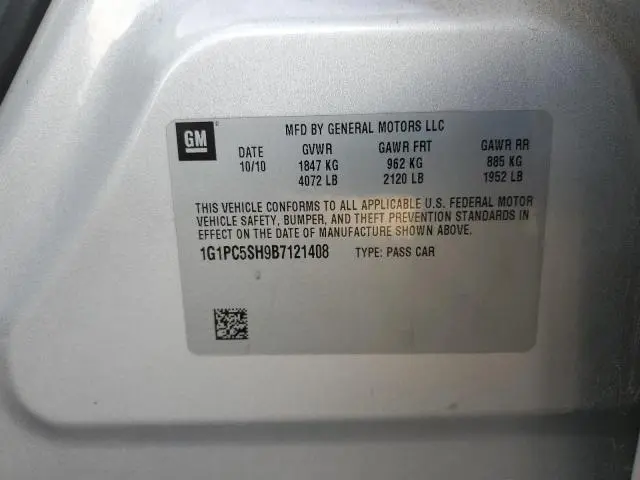 GM
MFD BY GENERAL MOTORS LLC
DATE GVWR GAWR FRT GAWR RR
10/10 1847 KG 962 KG 885 KG
4072 LB 2120 LB 1952 LB
THIS VEHICLE CONFORMS TO ALL APPLICABLE U.S. FEDERAL MOTOR
VEHICLE SAFETY, BUMPER, AND THEFT PREVENTION STANDARDS IN
EFFECT ON THE DATE OF MANUFACTURE SHOWN ABOVE.
1G1PC5SH9B7121408 TYPE: PASS CAR